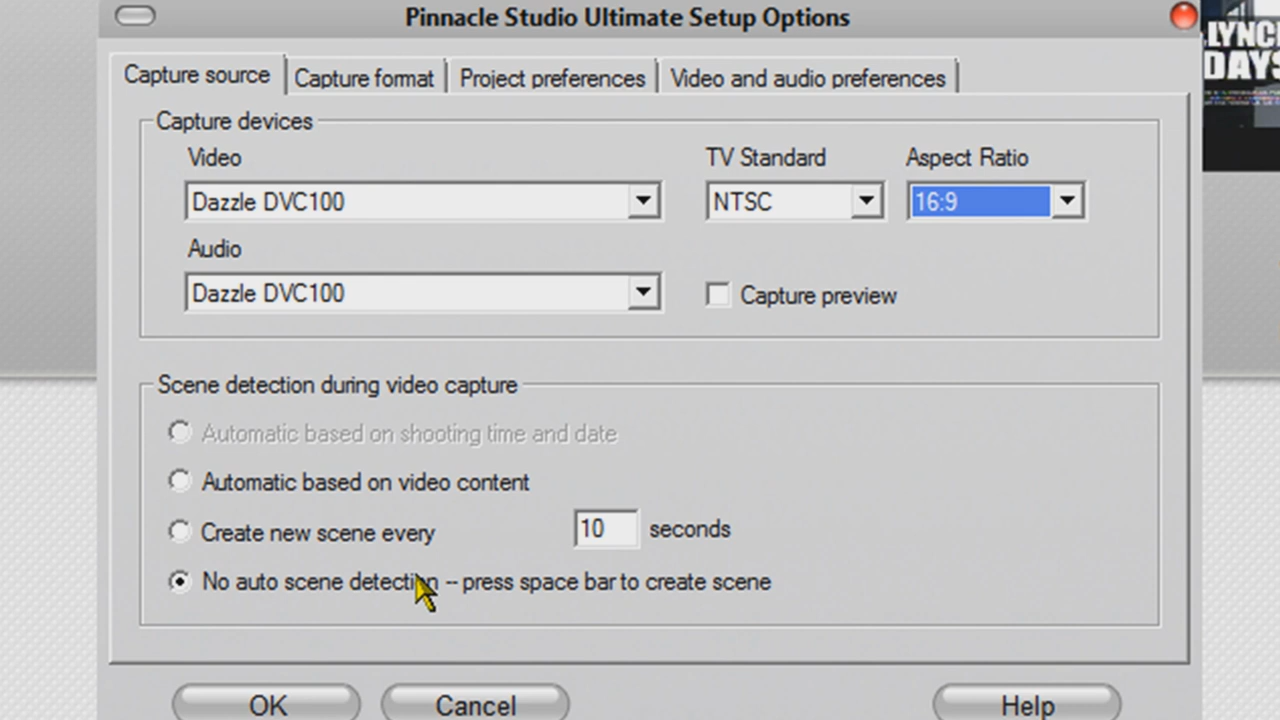 Pinnacle Studio Ultimate Setup Options
Capture source Capture format Project preferences Video and audio preferences
Capture devices
Video TV Standard Aspect Ratio
Dazzle DVC100 NTSC 16:9
Audio
Dazzle DVC100 Capture preview
Scene detection during video capture
Automatic based on shooting time and date
Automatic based on video content
Create new scene every 10 seconds
No auto scene detection -- press space bar to create scene
OK Cancel Help
DAYS